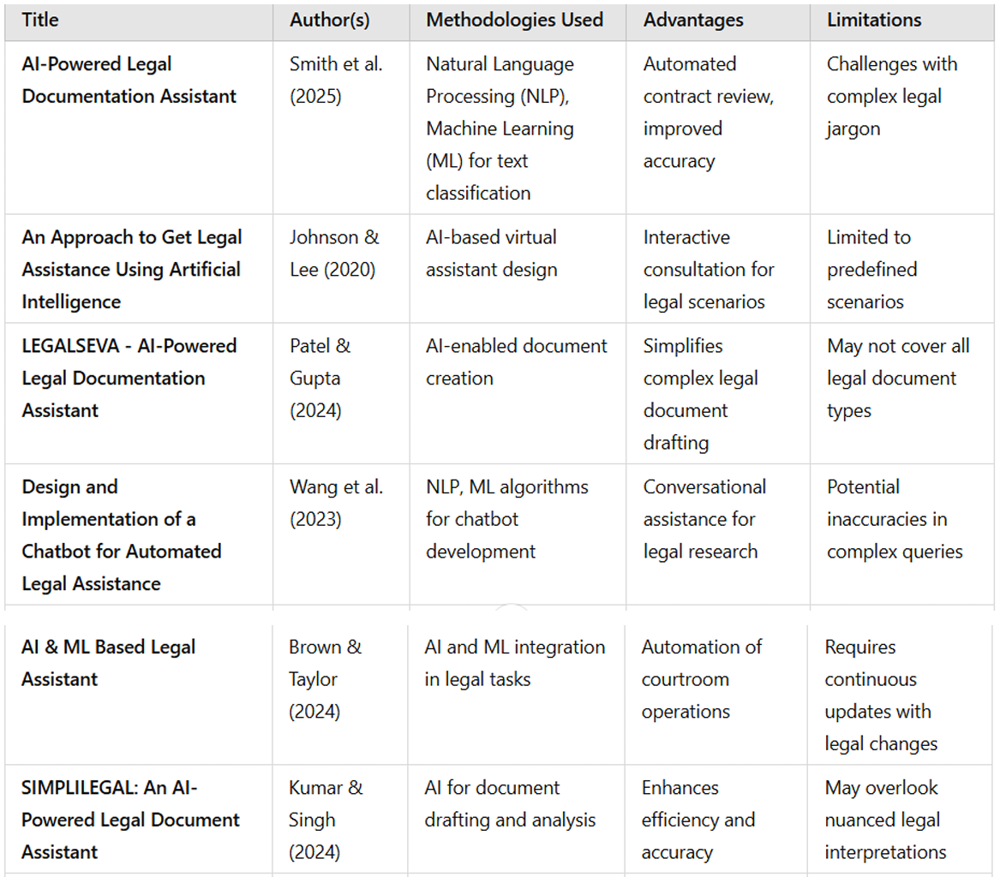 Title Author(s) Methodologies Used Advantages Limitations
AI-Powered Legal
Documentation Assistant
Smith et al.
(2025)
Natural Language
Processing (NLP),
Machine Learning
(ML) for text
classification
Automated
contract review,
improved
accuracy
Challenges with
complex legal
jargon
An Approach to Get Legal
Assistance Using Artificial
Intelligence
Johnson &
Lee (2020)
AI-based virtual
assistant design
Interactive
consultation for
legal scenarios
Limited to
predefined
scenarios
LEGALSEVA - AI-Powered
Legal Documentation
Assistant
Patel &
Gupta
(2024)
AI-enabled document
creation
Simplifies
complex legal
document
drafting
May not cover all
legal document
types
Design and
Implementation of a
Chatbot for Automated
Legal Assistance
Wang et al.
(2023)
NLP, ML algorithms
for chatbot
development
Conversational
assistance for
legal research
Potential
inaccuracies in
complex queries
AI & ML Based Legal
Assistant
Brown &
Taylor
(2024)
AI and ML integration
in legal tasks
Automation of
courtroom
operations
Requires
continuous
updates with
legal changes
SIMPLILEGAL: An AI-
Powered Legal Document
Assistant
Kumar &
Singh
(2024)
AI for document
drafting and analysis
Enhances
efficiency and
accuracy
May overlook
nuanced legal
interpretations